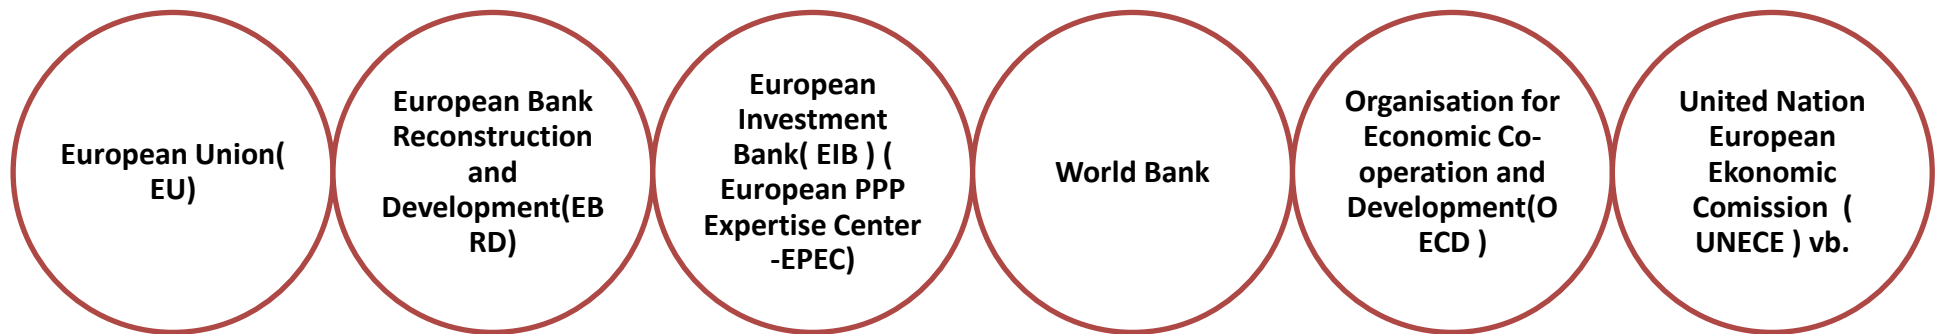 European Union(
EU)
European Bank
Reconstruction
and
Development(EB
RD)
European
Investment
Bank( EIB ) (
European PPP
Expertise Center
-EPEC)
World Bank
Organisation for
Economic Co-
operation and
Development(O
ECD )
United Nation
European
Ekonomic
Comission  (
UNECE ) vb.